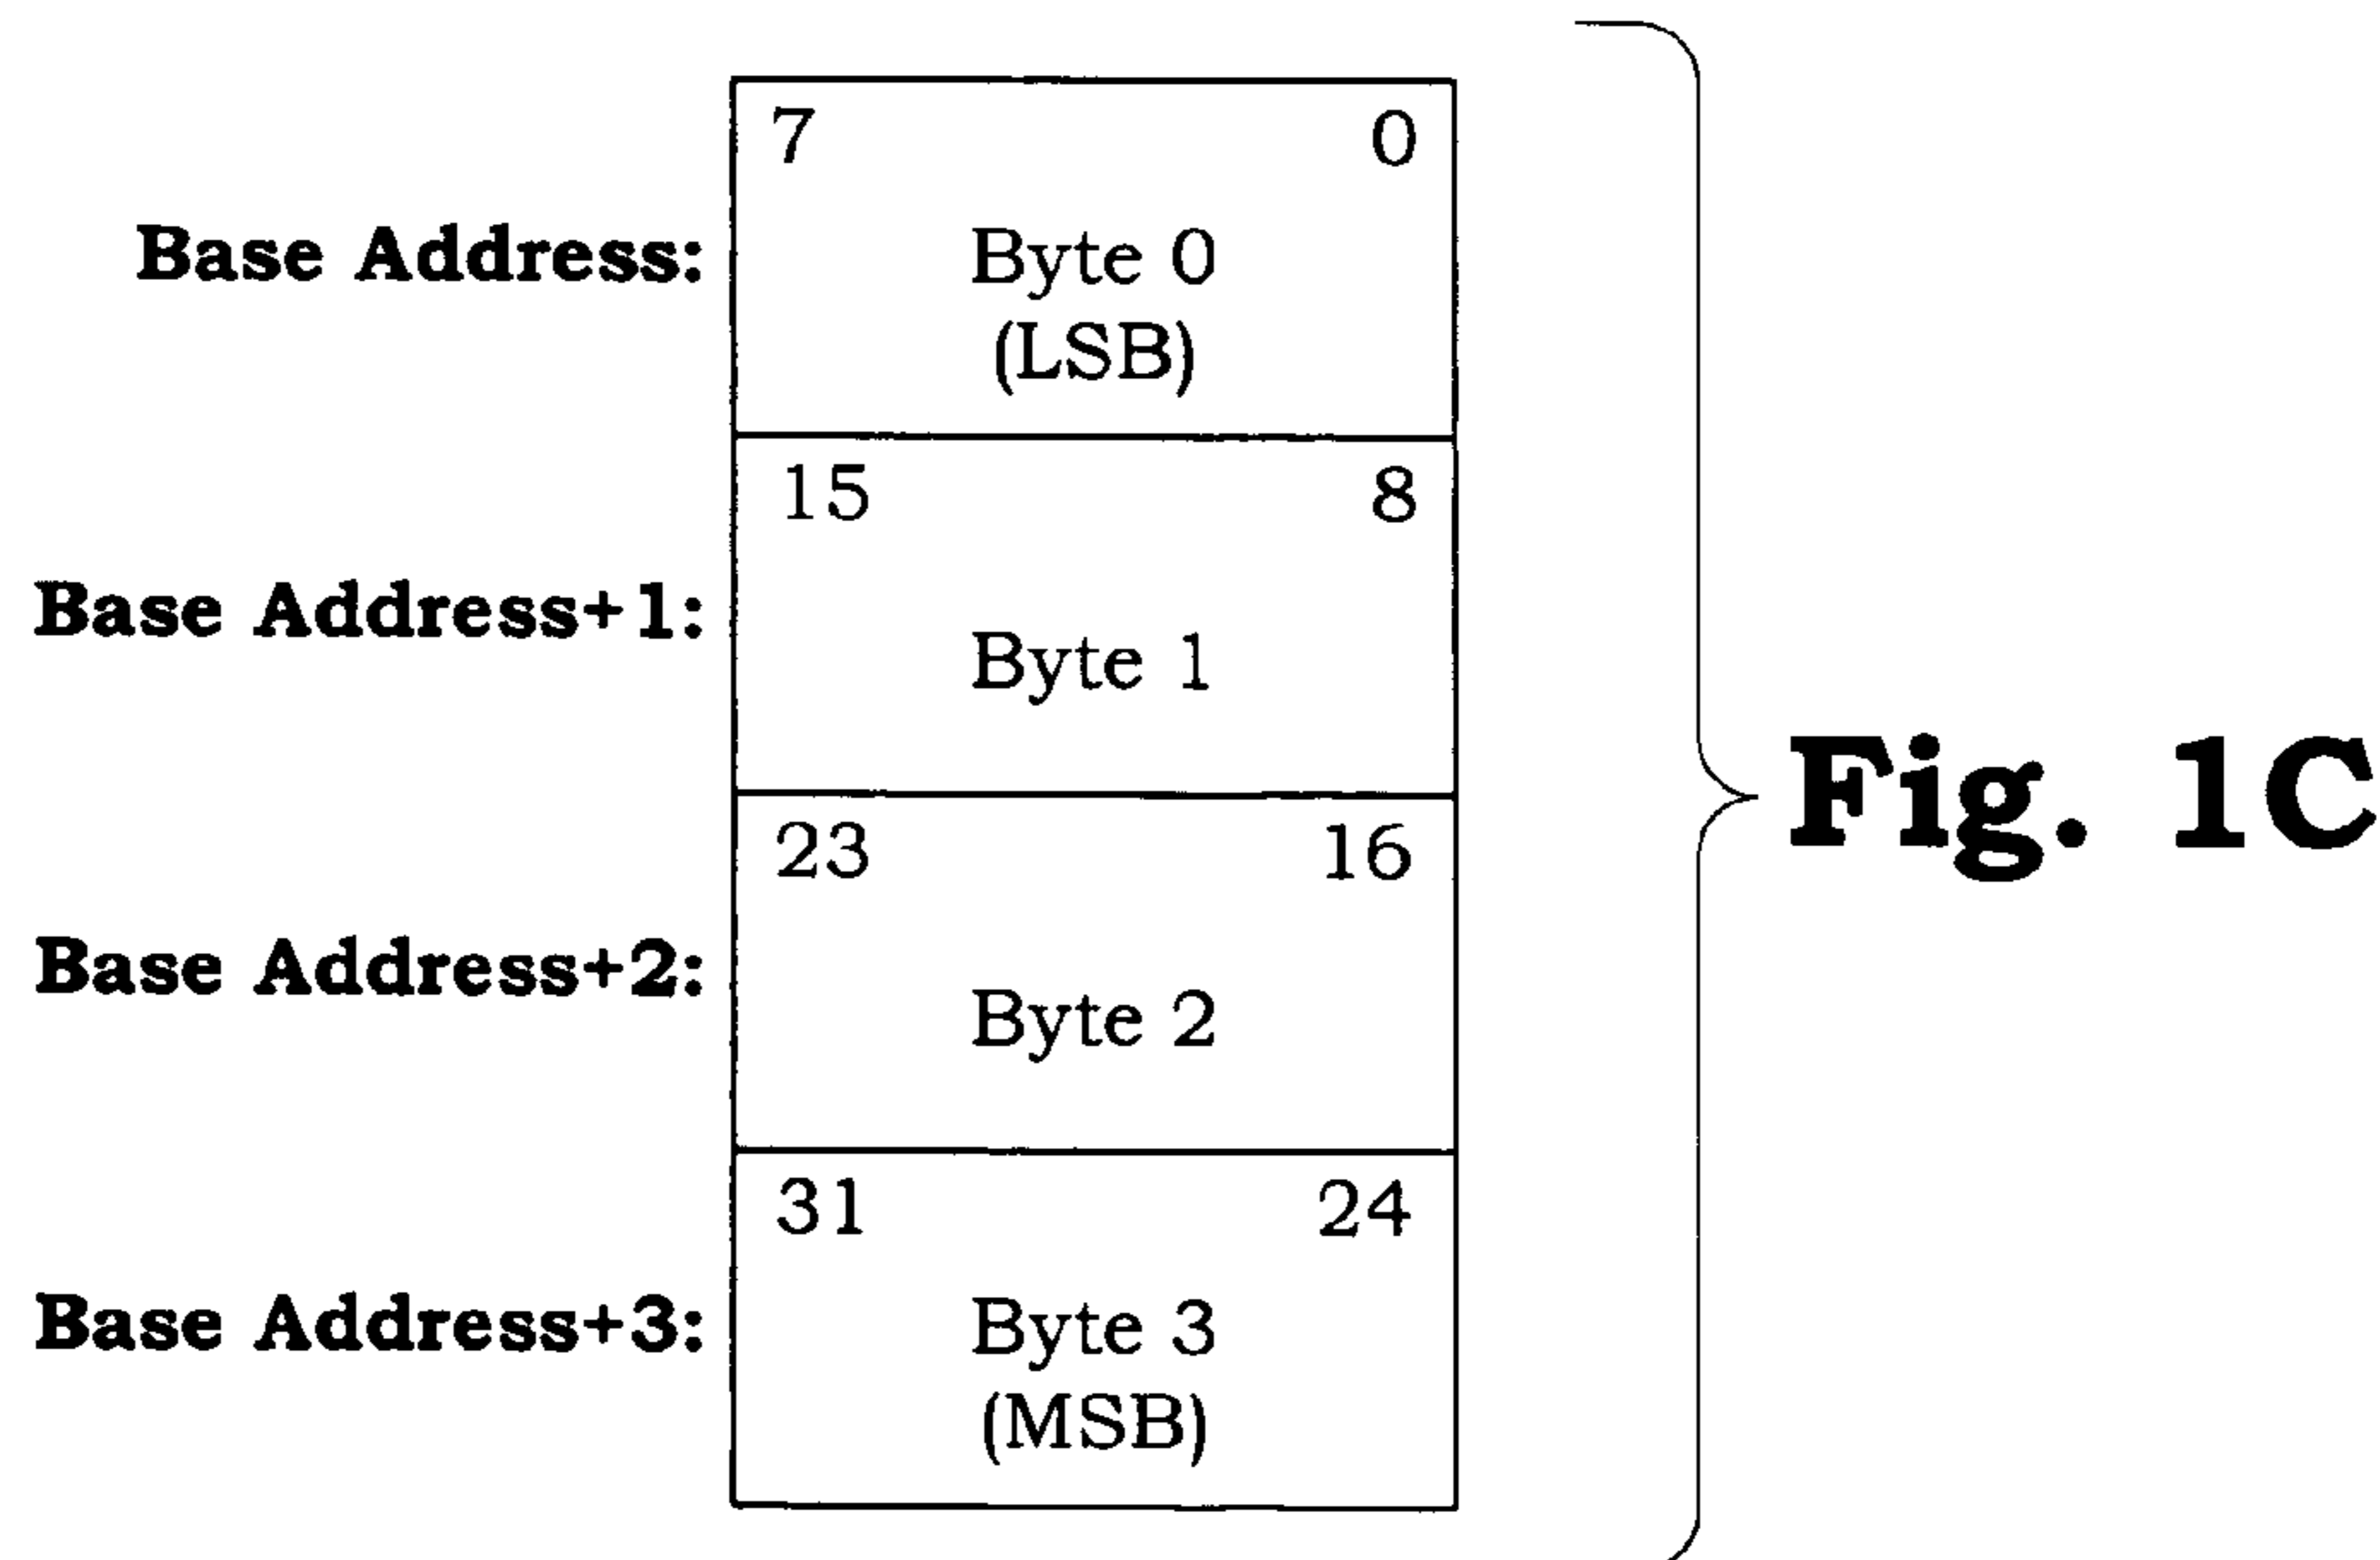 7 0
Base Address: Byte 0
(LSB)
15 8
Base Address+1: Byte 1
23 16
Base Address+2: Byte 2
31 24
Base Address+3: Byte 3
(MSB)
Fig. 1C